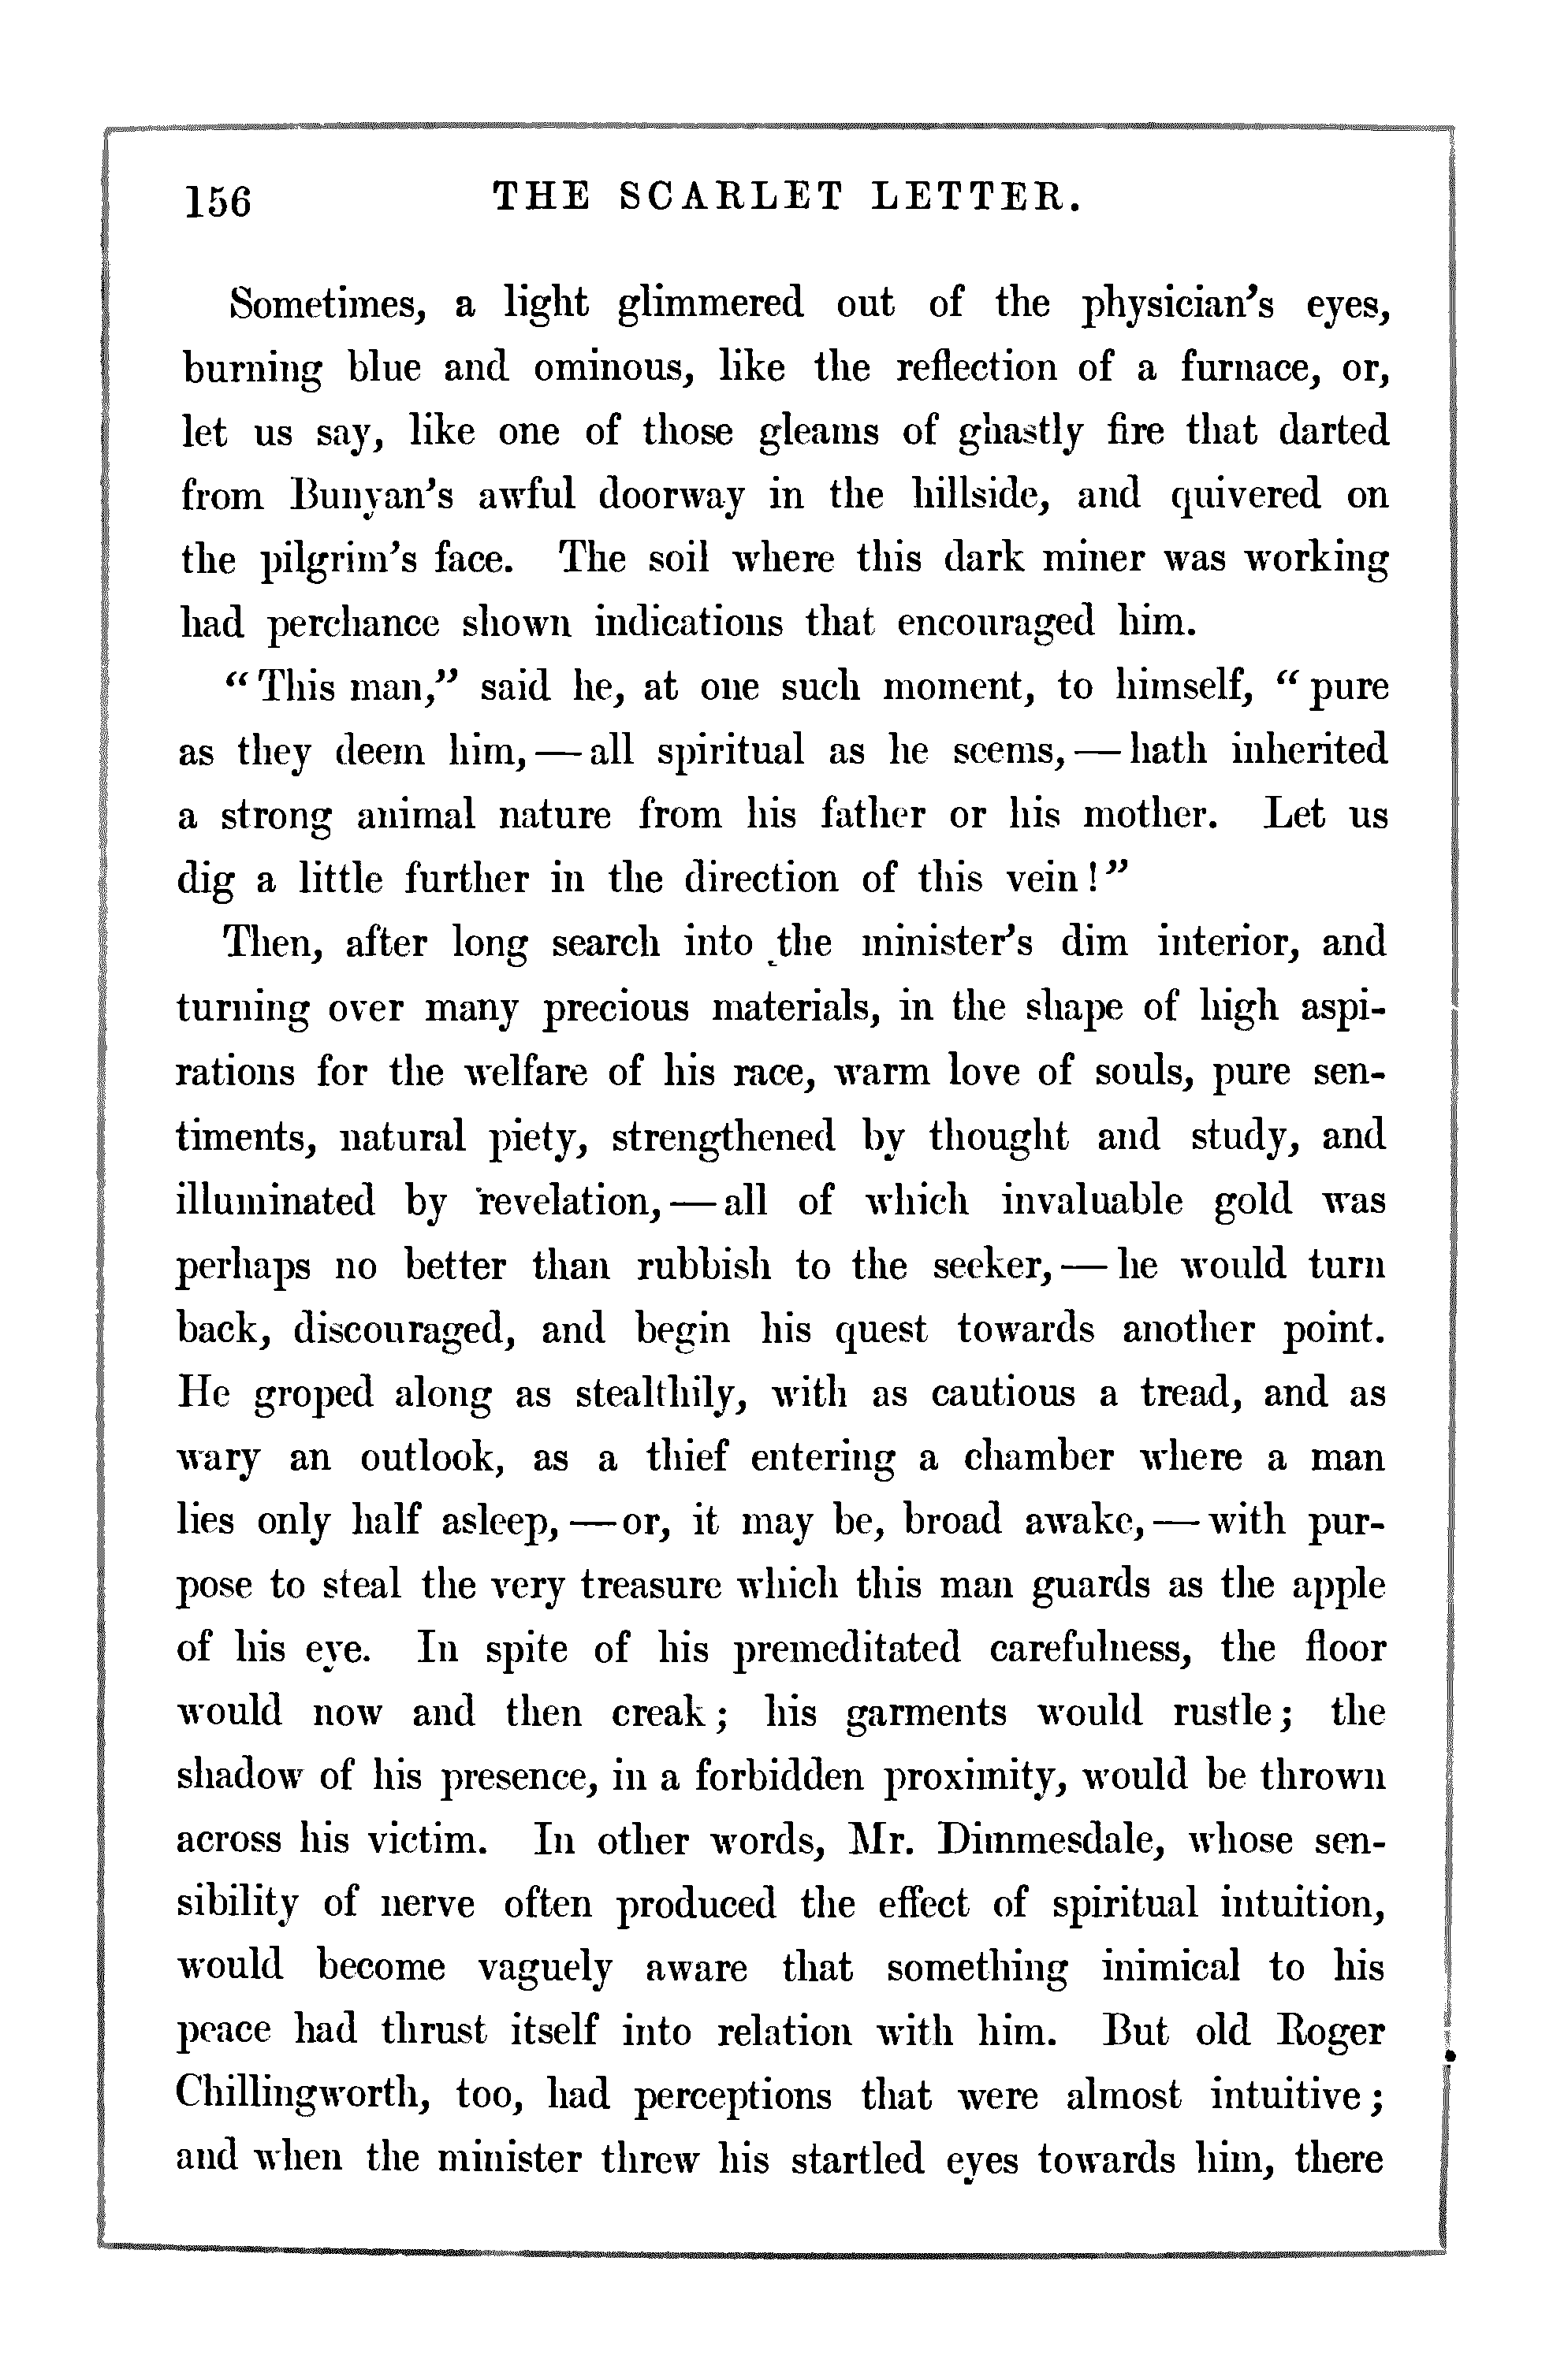 156 THE SCARLET LETTER.
Sometimes, a light glimmered out of the physician's eyes,
burning blue and ominous, like the reflection of a furnace, or,
let us say, like one of those gleams of ghastly fire that darted
from Bunyan's awful doorway in the hillside, and quivered on
the pilgrim's face. The soil where this dark miner was working
had perchance shown indications that encouraged him.
“This man,” said he, at one such moment, to himself, “pure
as they deem him, — all spiritual as he seems, — hath inherited
a strong animal nature from his father or his mother. Let us
dig a little further in the direction of this vein!”
Then, after long search into the minister's dim interior, and
turning over many precious materials, in the shape of high aspi-
rations for the welfare of his race, warm love of souls, pure sen-
timents, natural piety, strengthened by thought and study, and
illuminated by revelation, — all of which invaluable gold was
perhaps no better than rubbish to the seeker, — he would turn
back, discouraged, and begin his quest towards another point.
He groped along as stealthily, with as cautious a tread, and as
wary an outlook, as a thief entering a chamber where a man
lies only half asleep, — or, it may be, broad awake, — with pur-
pose to steal the very treasure which this man guards as the apple
of his eye. In spite of his premeditated carefulness, the floor
would now and then creak; his garments would rustle; the
shadow of his presence, in a forbidden proximity, would be thrown
across his victim. In other words, Mr. Dimmesdale, whose sen-
sibility of nerve often produced the effect of spiritual intuition,
would become vaguely aware that something inimical to his
peace had thrust itself into relation with him. But old Roger
Chillingworth, too, had perceptions that were almost intuitive;
and when the minister threw his startled eyes towards him, there